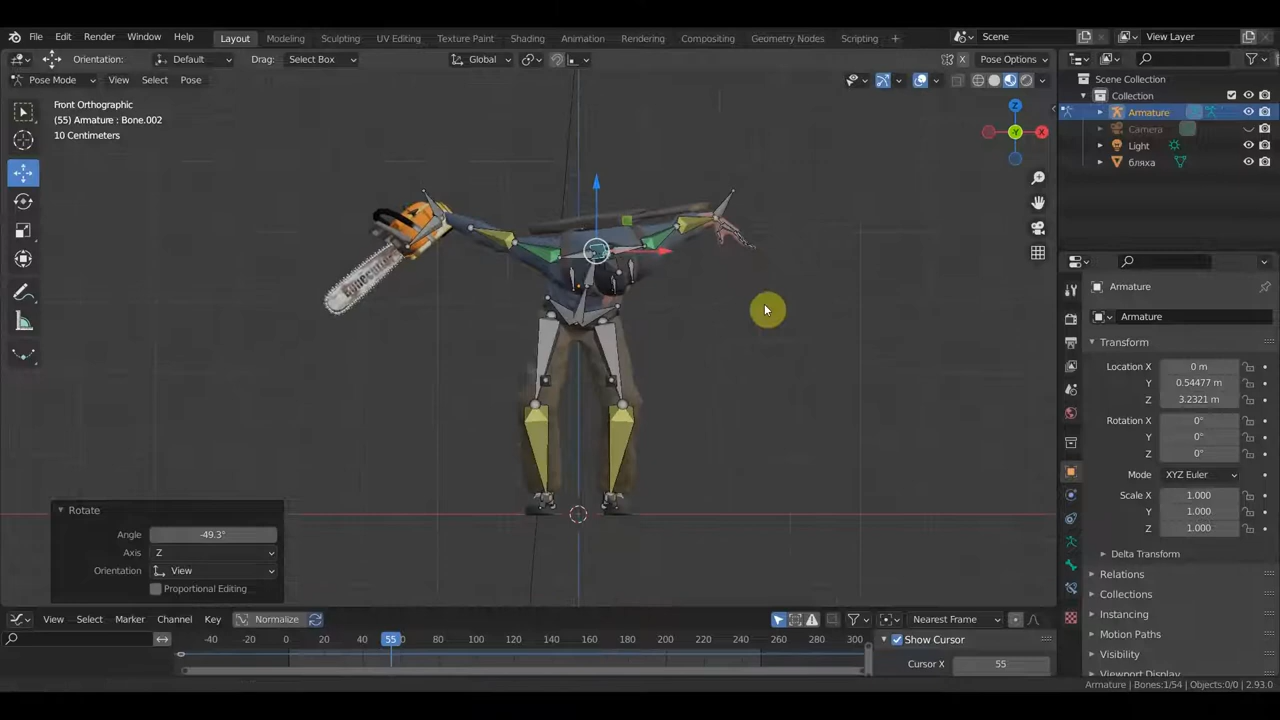 File Edit Render Window Help Layout Modeling Sculpting UV Editing Texture Paint Shading Animation Rendering Compositing Geometry Nodes Scripting + Scene View Layer
Orientation: Default Drag: Select Box Global X Pose Options
Pose Mode View Select Pose
Front Orthographic
(55) Armature : Bone.002
10 Centimeters
Z
X
-Y
Scene Collection
Collection
Armature
Camera
Light
бляха
Armature
Armature
Transform
Location X 0 m
Y 0.54477 m
Z 3.2321 m
Rotation X 0°
Y 0°
Z 0°
Mode XYZ Euler
Scale X 1.000
Y 1.000
Z 1.000
Delta Transform
Relations
Collections
Instancing
Motion Paths
Visibility
Viewport Display
Rotate
Angle -49.3°
Axis Z
Orientation View
Proportional Editing
View Select Marker Channel Key Normalize Nearest Frame
-40 -20 0 20 40 55 80 100 120 140 160 180 200 220 240 260 280 300
Show Cursor
Cursor X 55
Armature | Bones:1/54 | Objects:0/0 | 2.93.0